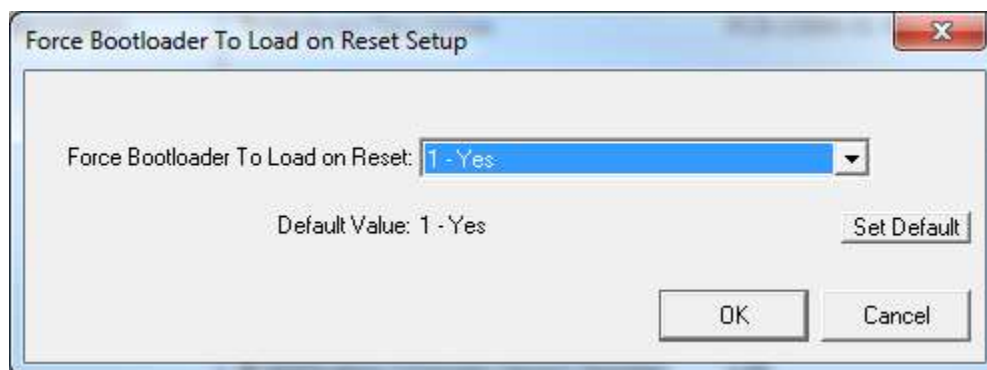 Force Bootloader To Load on Reset Setup
Force Bootloader To Load on Reset: 1 - Yes
Default Value: 1 - Yes
Set Default
OK
Cancel